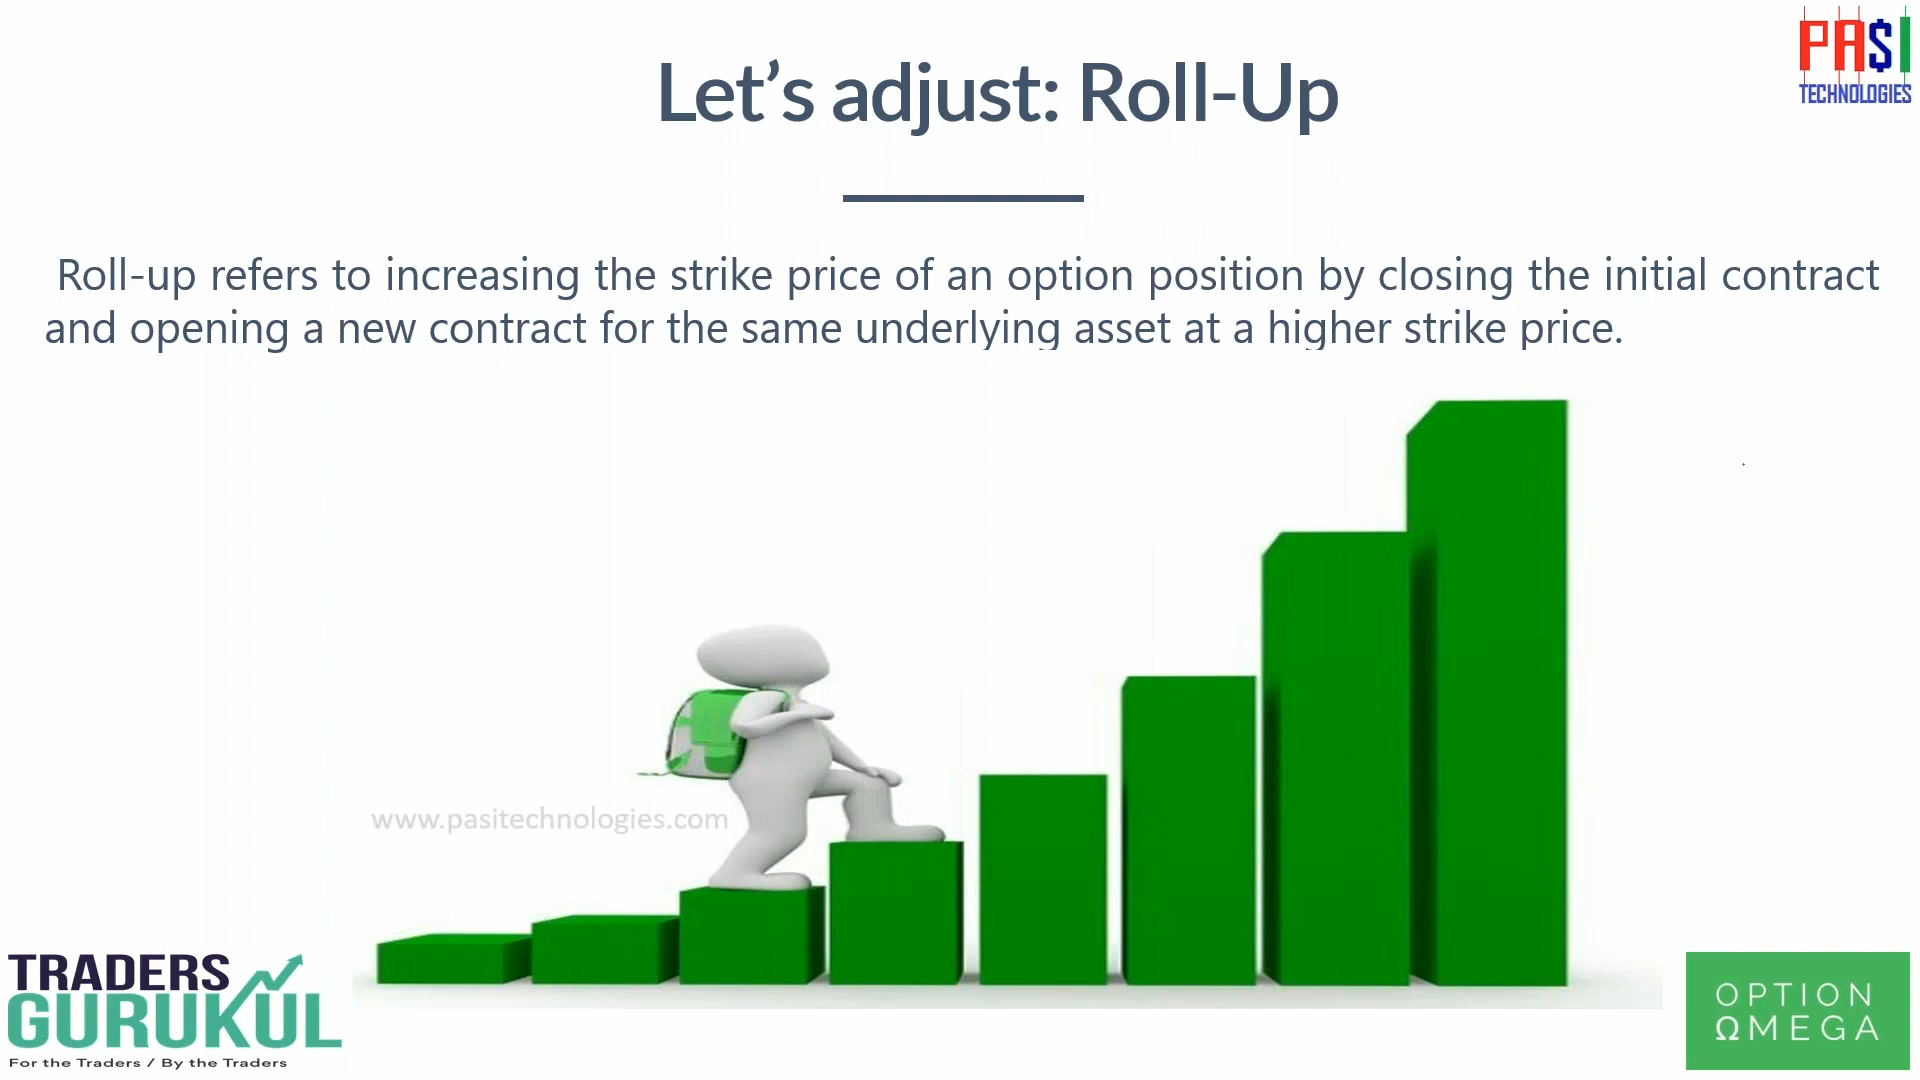 PA$I
TECHNOLOGIES
Let’s adjust: Roll-Up
Roll-up refers to increasing the strike price of an option position by closing the initial contract
and opening a new contract for the same underlying asset at a higher strike price.
www.pasitechnologies.com
TRADERS
GURUKUL
For the Traders / By the Traders
OPTION
ΩMEGA